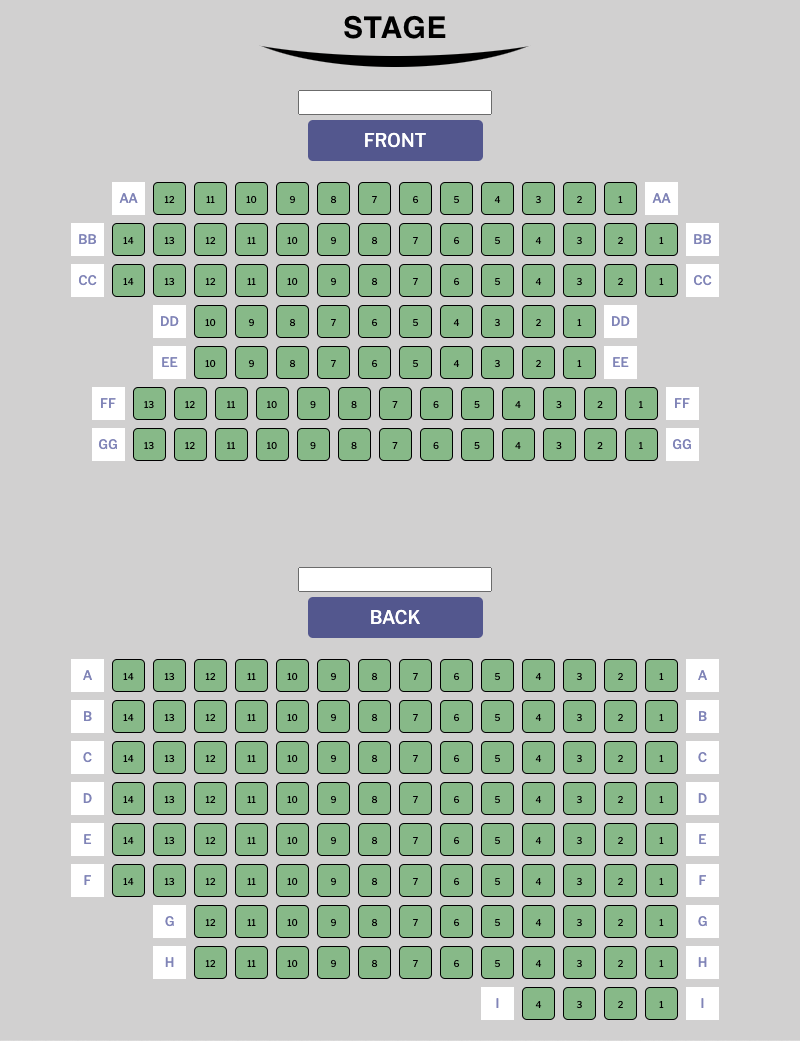 STAGE
FRONT
AA 12 11 10 9 8 7 6 5 4 3 2 1 AA
BB 14 13 12 11 10 9 8 7 6 5 4 3 2 1 BB
CC 14 13 12 11 10 9 8 7 6 5 4 3 2 1 CC
DD 10 9 8 7 6 5 4 3 2 1 DD
EE 10 9 8 7 6 5 4 3 2 1 EE
FF 13 12 11 10 9 8 7 6 5 4 3 2 1 FF
GG 13 12 11 10 9 8 7 6 5 4 3 2 1 GG
BACK
A 14 13 12 11 10 9 8 7 6 5 4 3 2 1 A
B 14 13 12 11 10 9 8 7 6 5 4 3 2 1 B
C 14 13 12 11 10 9 8 7 6 5 4 3 2 1 C
D 14 13 12 11 10 9 8 7 6 5 4 3 2 1 D
E 14 13 12 11 10 9 8 7 6 5 4 3 2 1 E
F 14 13 12 11 10 9 8 7 6 5 4 3 2 1 F
G 12 11 10 9 8 7 6 5 4 3 2 1 G
H 12 11 10 9 8 7 6 5 4 3 2 1 H
I 4 3 2 1 I